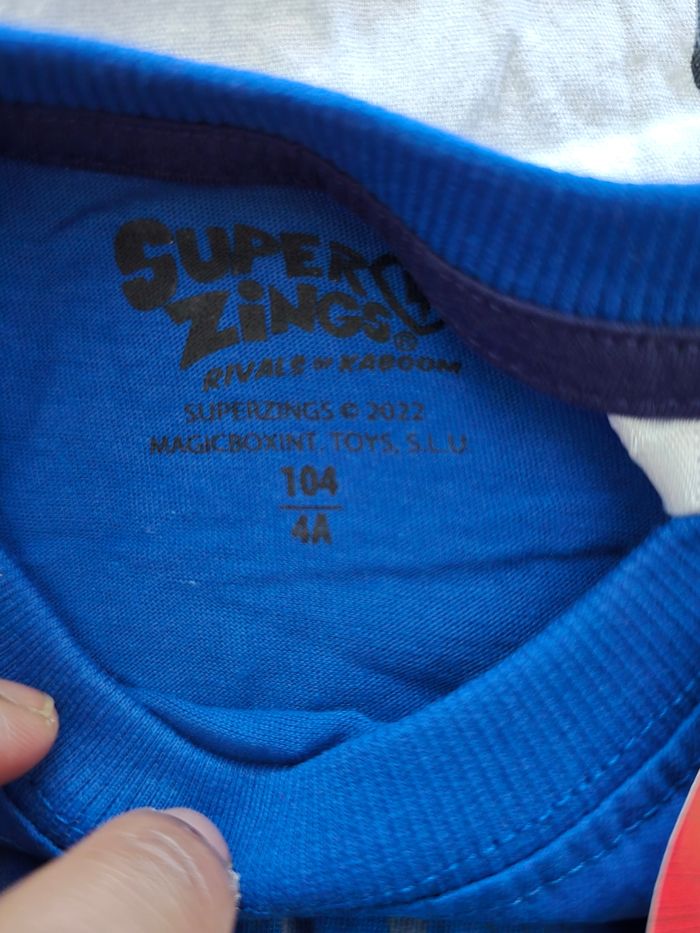 SUPER
ZiNGS®
RIVALS OF KABOOM
SUPERZINGS © 2022
MAGICBOXINT. TOYS, S.L.U.
104
4A